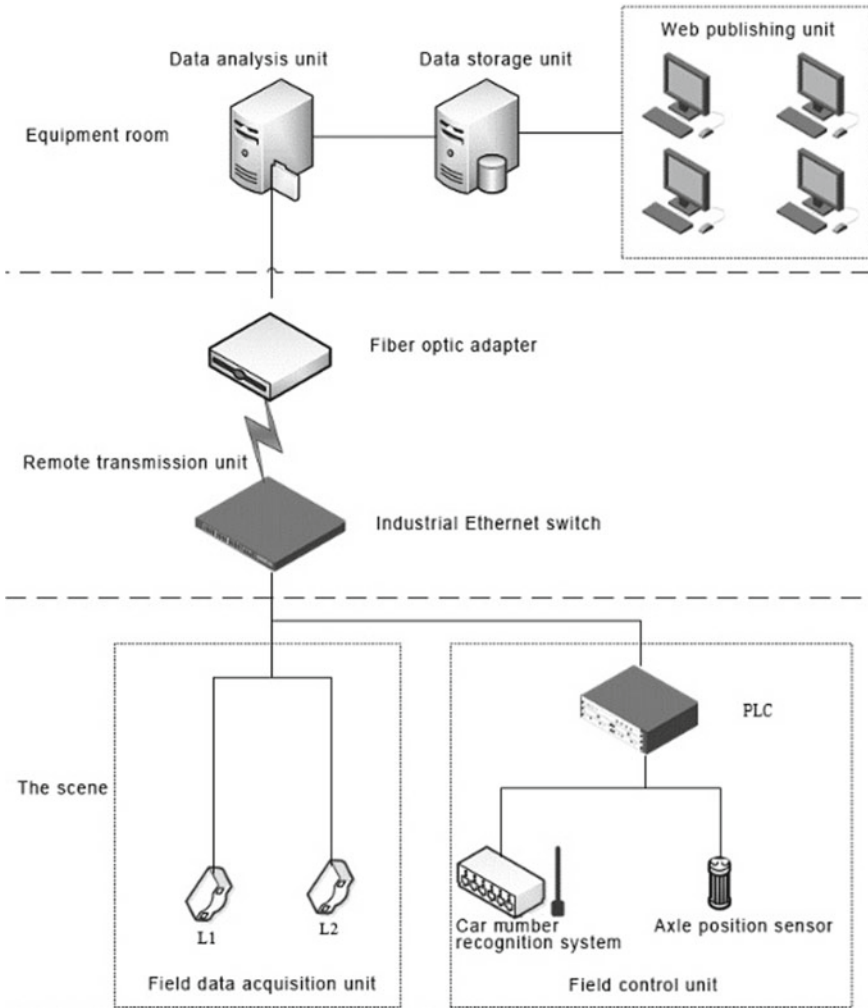 Web publishing unit
Data analysis unit
Data storage unit
Equipment room
Fiber optic adapter
Remote transmission unit
Industrial Ethernet switch
PLC
The scene
L1
L2
Car mumber
recognition system
Axle position sensor
Field data acquisition unit
Field control unit